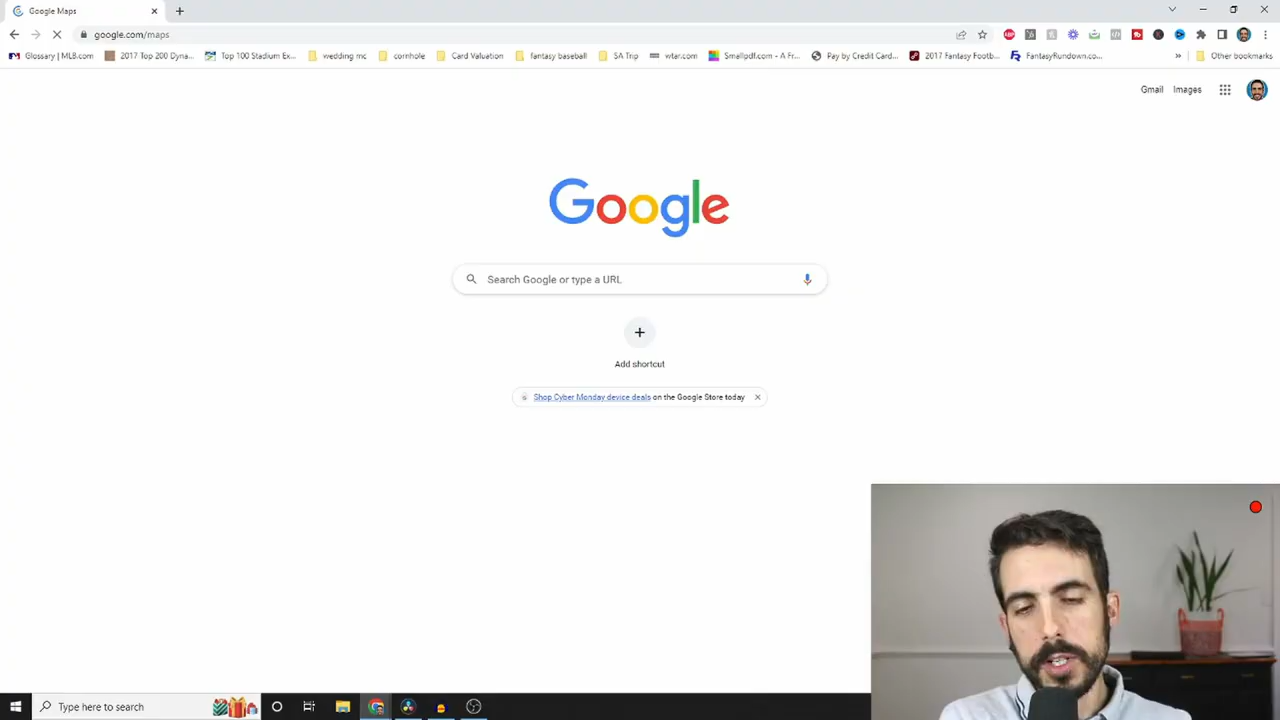 Google Maps
google.com/maps
Glossary | MLB.com
2017 Top 200 Dyna...
Top 100 Stadium Ex...
wedding mc
cornhole
Card Valuation
fantasy baseball
SA Trip
wtar.com
Smallpdf.com - A Fr...
Pay by Credit Card...
2017 Fantasy Footb...
FantasyRundown.co...
»
Other bookmarks
Gmail
Images
Google
Search Google or type a URL
Add shortcut
Shop Cyber Monday device deals on the Google Store today
Type here to search